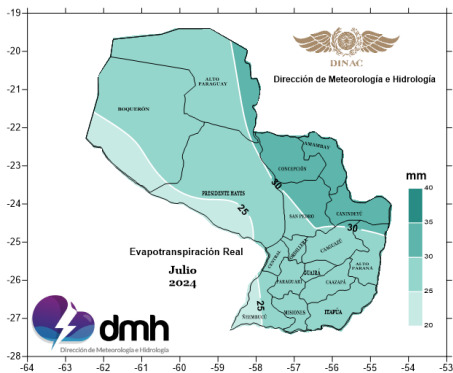 DINAC
Dirección de Meteorología e Hidrología
-19
-20
-21
-22
-23
-24
-25
-26
-27
-28
-64
-63
-62
-61
-60
-59
-58
-57
-56
-55
-54
-53
ALTO
PARAGUAY
BOQUERÓN
AMAMBAY
CONCEPCIÓN
PRESIDENTE HAYES
SAN PEDRO
CANINDEYÚ
30
30
25
25
CORDILLERA
CENTRAL
CAAGUAZU
ALTO
PARANÁ
GUAIRÁ
PARAGUARÍ
CAAZAPÁ
ÑEEMBUCÚ
MISIONES
ITAPÚA
mm
40
35
30
25
20
Evapotranspiración Real
Julio
2024
dmh
Dirección de Meteorología e Hidrología